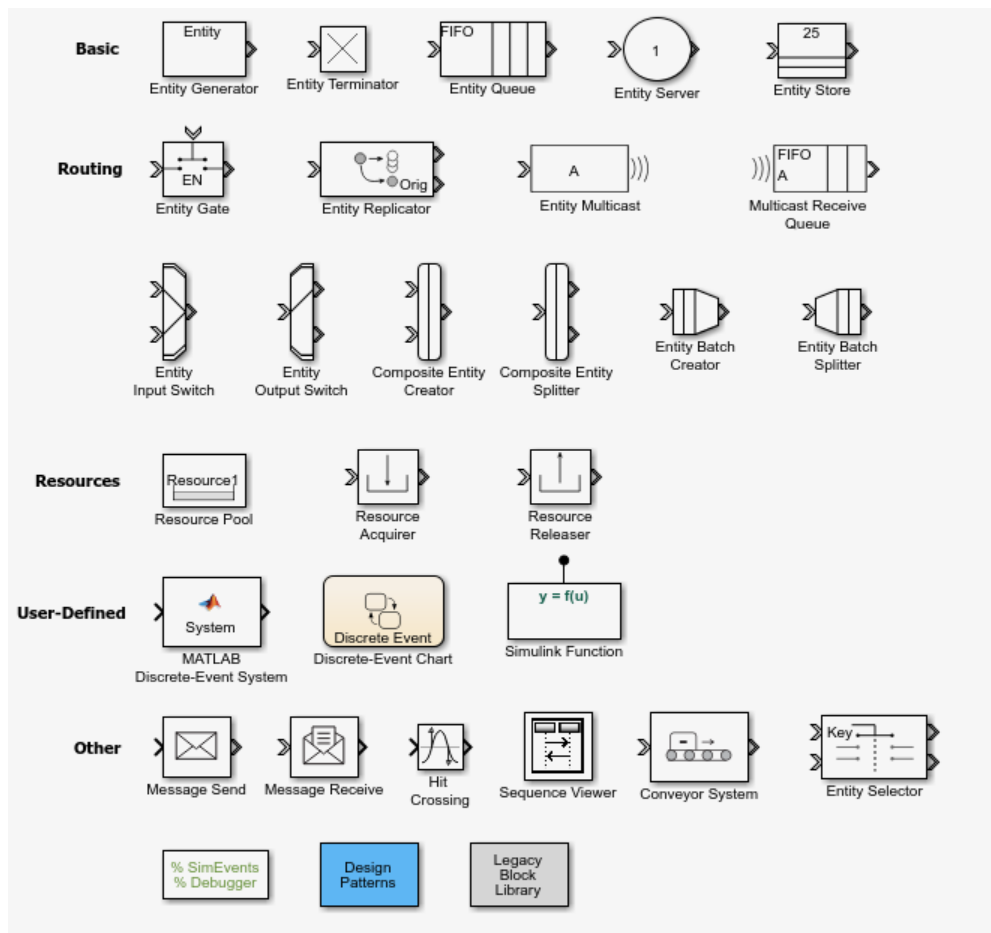 Basic
Entity
FIFO
1
25
Entity Generator
Entity Terminator
Entity Queue
Entity Server
Entity Store
Routing
EN
Orig
A
FIFO
A
Entity Gate
Entity Replicator
Entity Multicast
Multicast Receive
Queue
Entity
Input Switch
Entity
Output Switch
Composite Entity
Creator
Composite Entity
Splitter
Entity Batch
Creator
Entity Batch
Splitter
Resources
Resource1
Resource Pool
Resource
Acquirer
Resource
Releaser
User-Defined
System
MATLAB
Discrete-Event System
Discrete Event
Discrete-Event Chart
y = f(u)
Simulink Function
Other
Message Send
Message Receive
Hit
Crossing
Sequence Viewer
Conveyor System
Key
Entity Selector
% SimEvents
% Debugger
Design
Patterns
Legacy
Block
Library